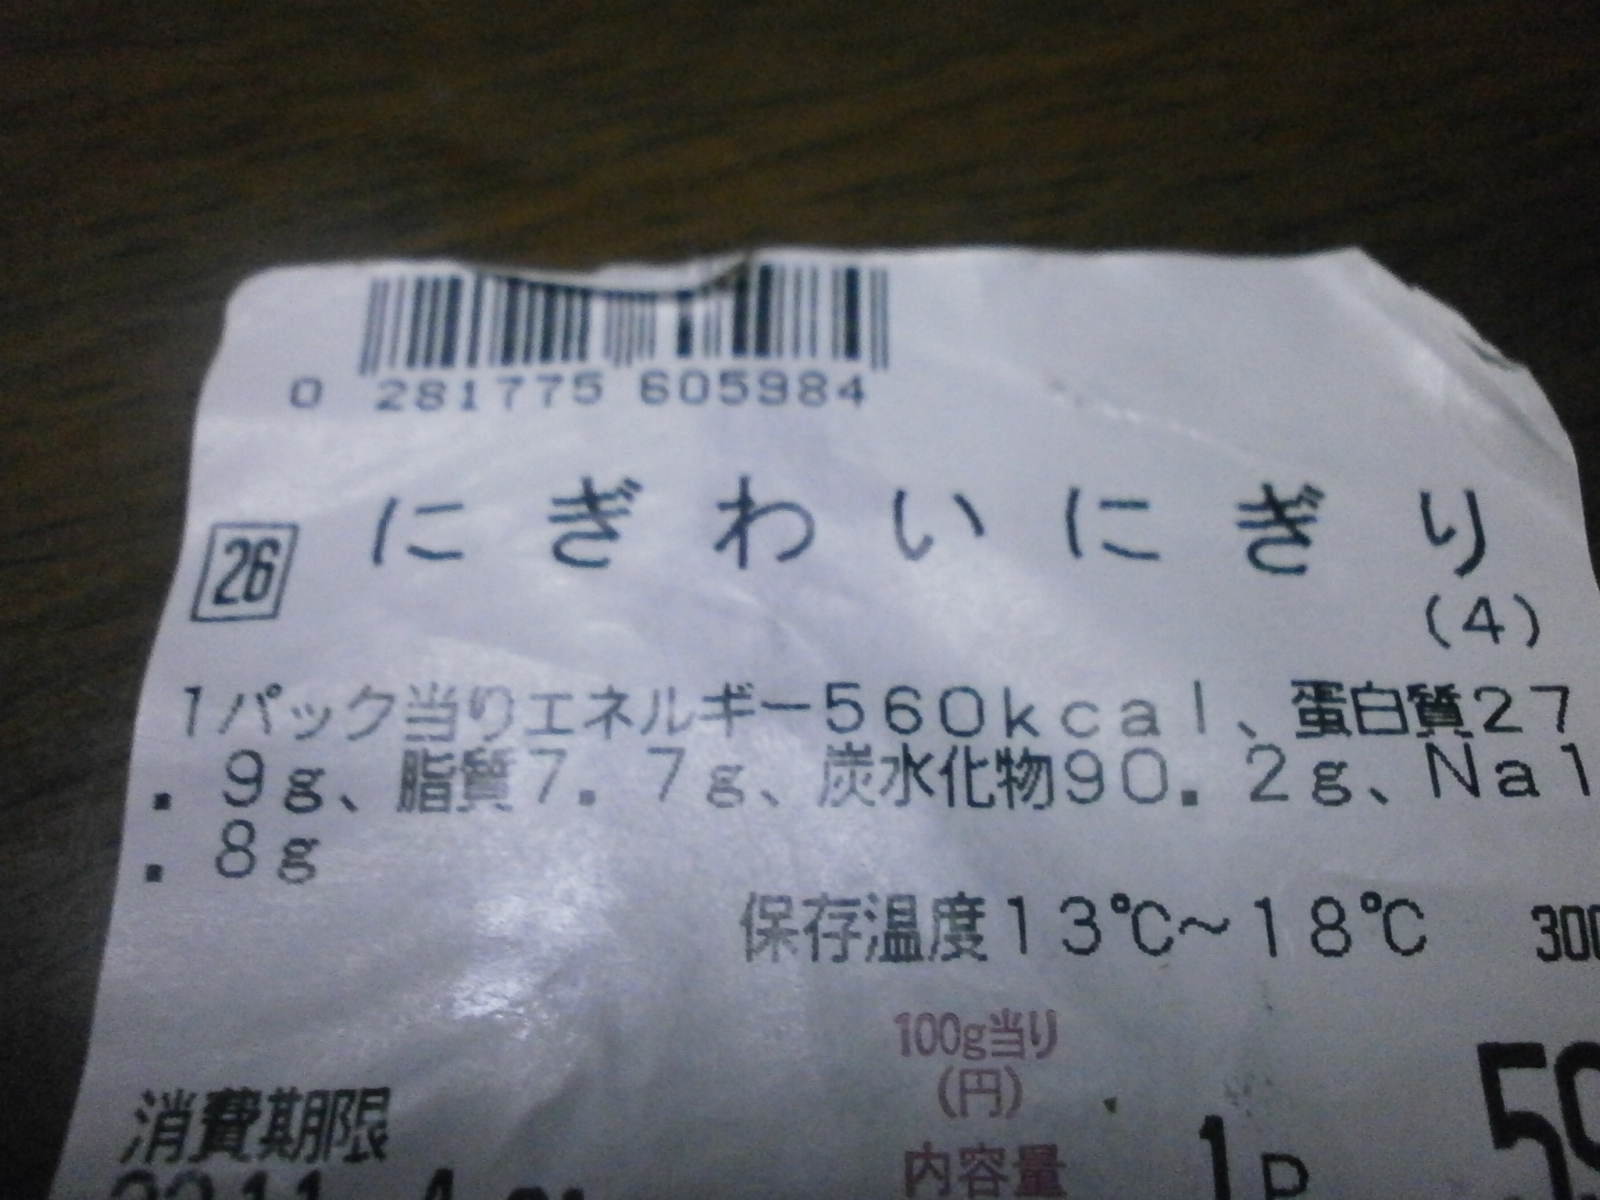 0 281775 605984
26 にぎわいにぎり
(4)
1パック当りエネルギー560kcal、蛋白質27
.9g、脂質7.7g、炭水化物90.2g、Na1
.8g
保存温度13℃~18℃ 300
100g当り
(円)
消費期限
内容量 1P 59